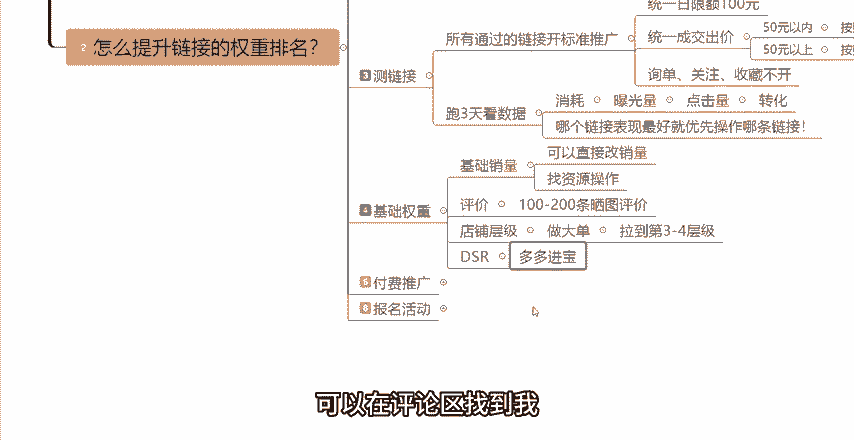 统一日限额100元
2 怎么提升链接的权重排名？
3 测链接
所有通过的链接开标准推广
统一成交出价
50元以内
50元以上
询单、关注、收藏不开
跑3天看数据
消耗 曝光量 点击量 转化
哪个链接表现最好就优先操作哪条链接！
4 基础权重
基础销量
可以直接改销量
找资源操作
评价 100-200条晒图评价
店铺层级 做大单 拉到第3-4层级
DSR 多多进宝
付费推广
报名活动
可以在评论区找到我